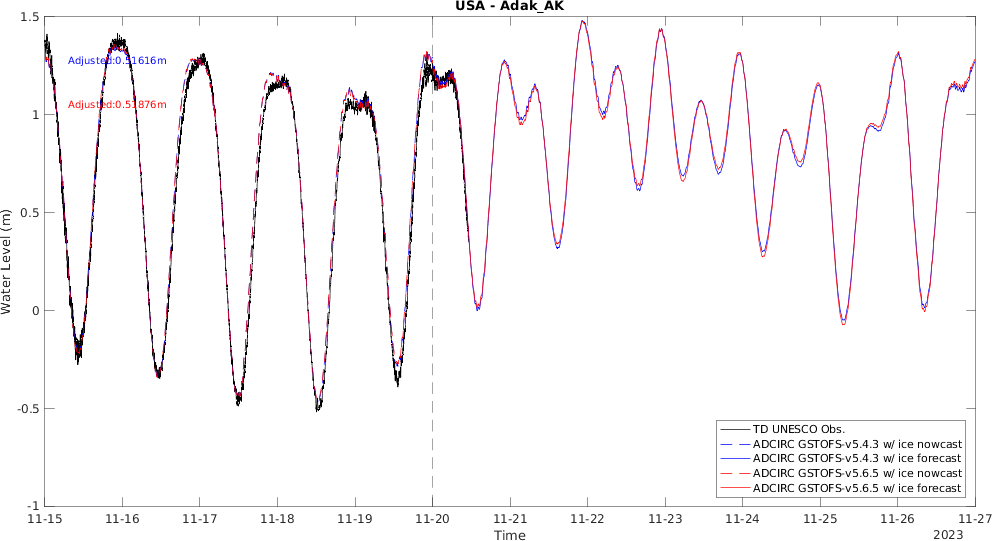 USA - Adak_AK
1.5
1
0.5
0
-0.5
-1
Water Level (m)
Adjusted:0.51616m
Adjusted:0.51876m
TD UNESCO Obs.
ADCIRC GSTOFS-v5.4.3 w/ ice nowcast
ADCIRC GSTOFS-v5.4.3 w/ ice forecast
ADCIRC GSTOFS-v5.6.5 w/ ice nowcast
ADCIRC GSTOFS-v5.6.5 w/ ice forecast
11-15 11-16 11-17 11-18 11-19 11-20 11-21 11-22 11-23 11-24 11-25 11-26 11-27
Time
2023